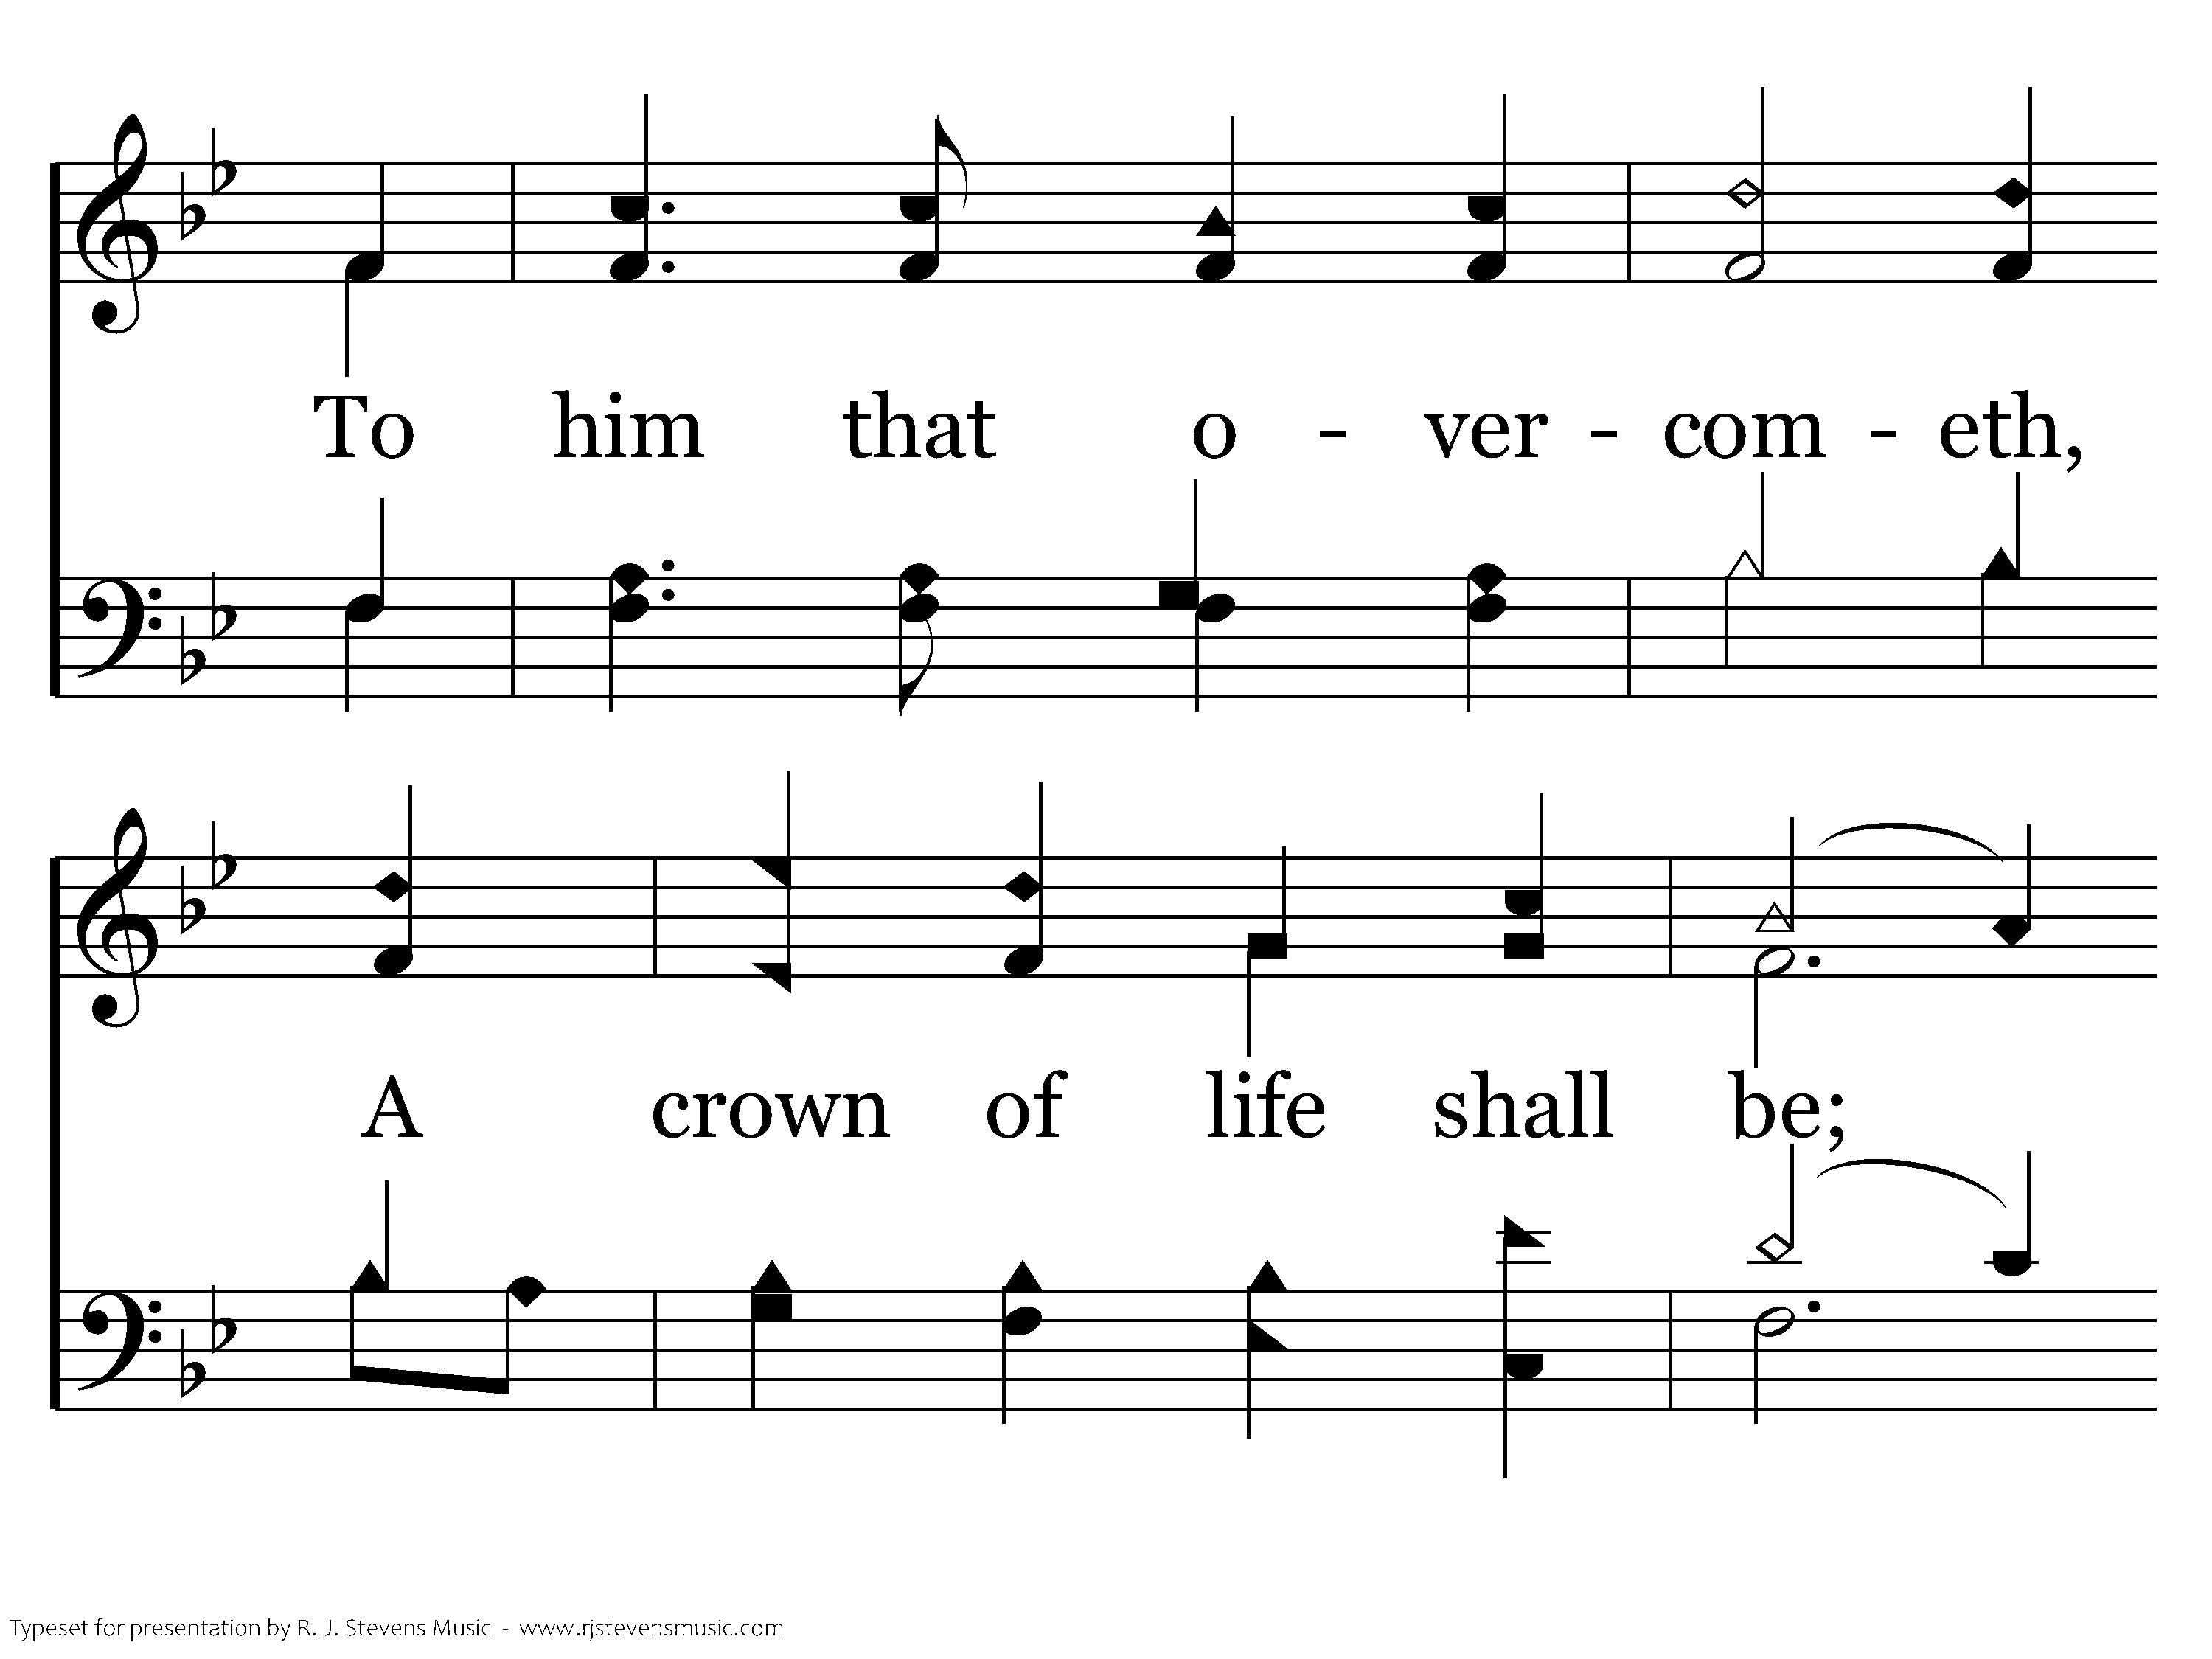 To him that o - ver - com - eth,
A crown of life shall be;
Typeset for presentation by R. J. Stevens Music - www.rjstevensmusic.com